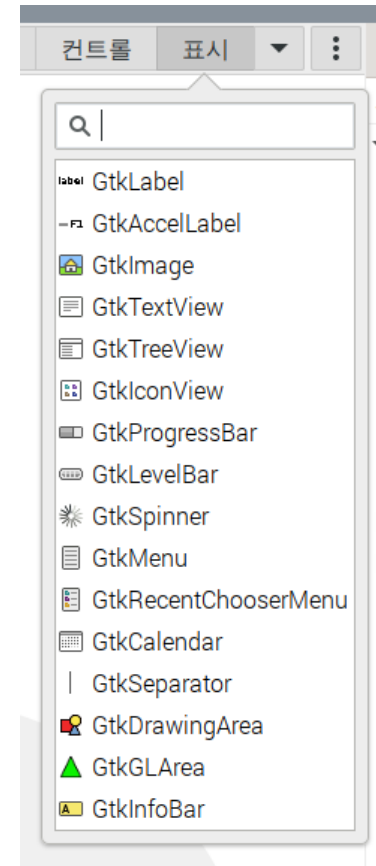 컨트롤 표시
label GtkLabel
F1 GtkAccelLabel
GtkImage
GtkTextView
GtkTreeView
GtkIconView
GtkProgressBar
GtkLevelBar
GtkSpinner
GtkMenu
GtkRecentChooserMenu
GtkCalendar
GtkSeparator
GtkDrawingArea
GtkGLArea
A GtkInfoBar